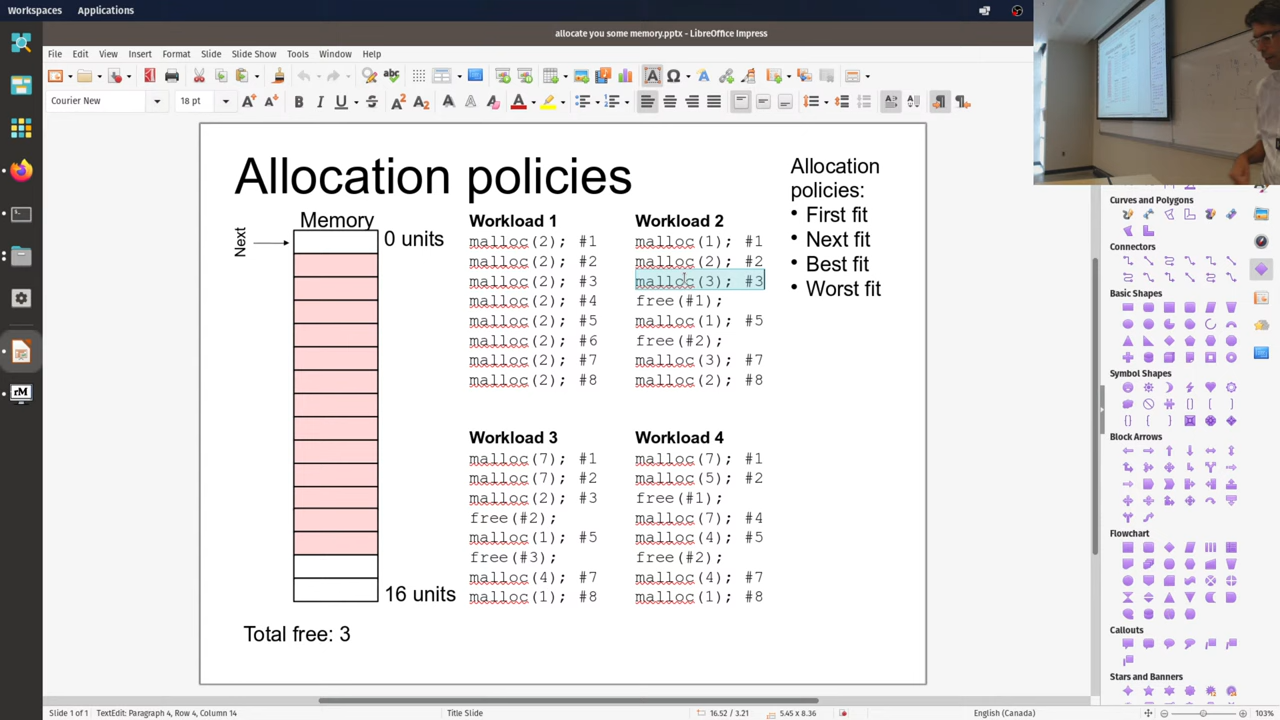 Workspaces Applications
allocate you some memory.pptx - LibreOffice Impress
File Edit View Insert Format Slide Slide Show Tools Window Help
Courier New 18 pt
Allocation policies
Memory
Next
0 units
16 units
Total free: 3
Workload 1
malloc(2); #1
malloc(2); #2
malloc(2); #3
malloc(2); #4
malloc(2); #5
malloc(2); #6
malloc(2); #7
malloc(2); #8
Workload 2
malloc(1); #1
malloc(2); #2
malloc(3); #3
free(#1);
malloc(1); #5
free(#2);
malloc(3); #7
malloc(2); #8
Workload 3
malloc(7); #1
malloc(7); #2
malloc(2); #3
free(#2);
malloc(1); #5
free(#3);
malloc(4); #7
malloc(1); #8
Workload 4
malloc(7); #1
malloc(5); #2
free(#1);
malloc(7); #4
malloc(4); #5
free(#2);
malloc(4); #7
malloc(1); #8
Allocation
policies:
• First fit
• Next fit
• Best fit
• Worst fit
Curves and Polygons
Connectors
Basic Shapes
Symbol Shapes
Block Arrows
Flowchart
Callouts
Stars and Banners
Slide 1 of 1 TextEdit: Paragraph 4, Row 4, Column 14 Title Slide 16.52 / 3.21 5.45 x 8.36 English (Canada) 103%